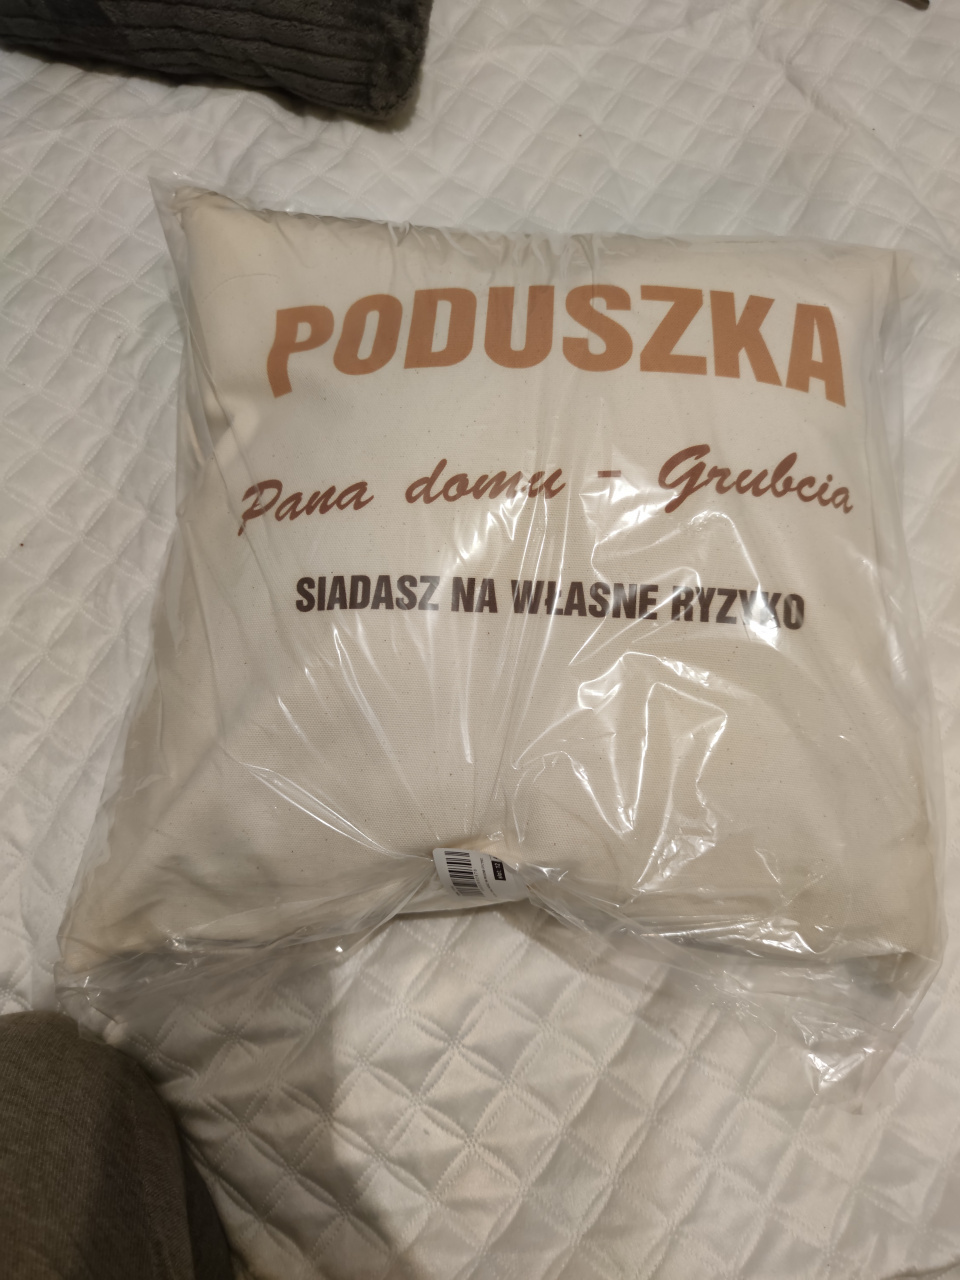 PODUSZKA
Pana domu - Grubcia
SIADASZ NA WŁASNE RYZYKO